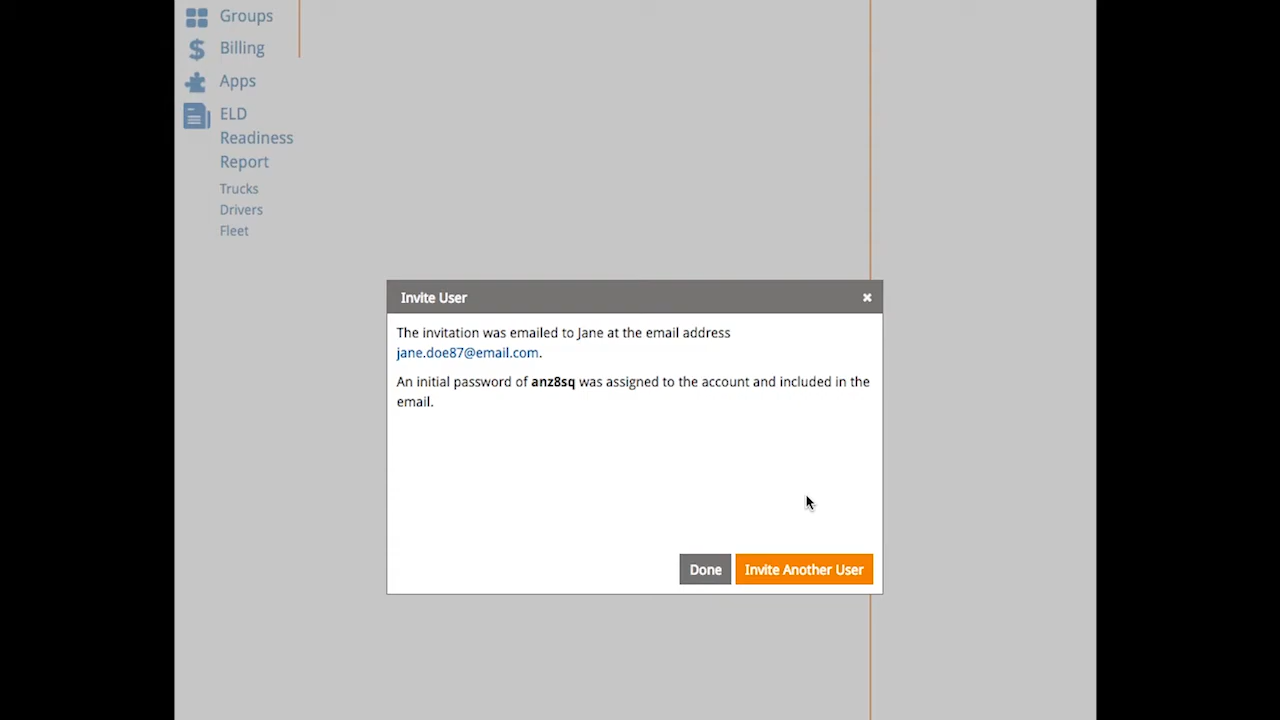 Groups
Billing
Apps
ELD
Readiness
Report
Trucks
Drivers
Fleet
Invite User
The invitation was emailed to Jane at the email address
jane.doe87@email.com.
An initial password of anz8sq was assigned to the account and included in the
email.
Done
Invite Another User